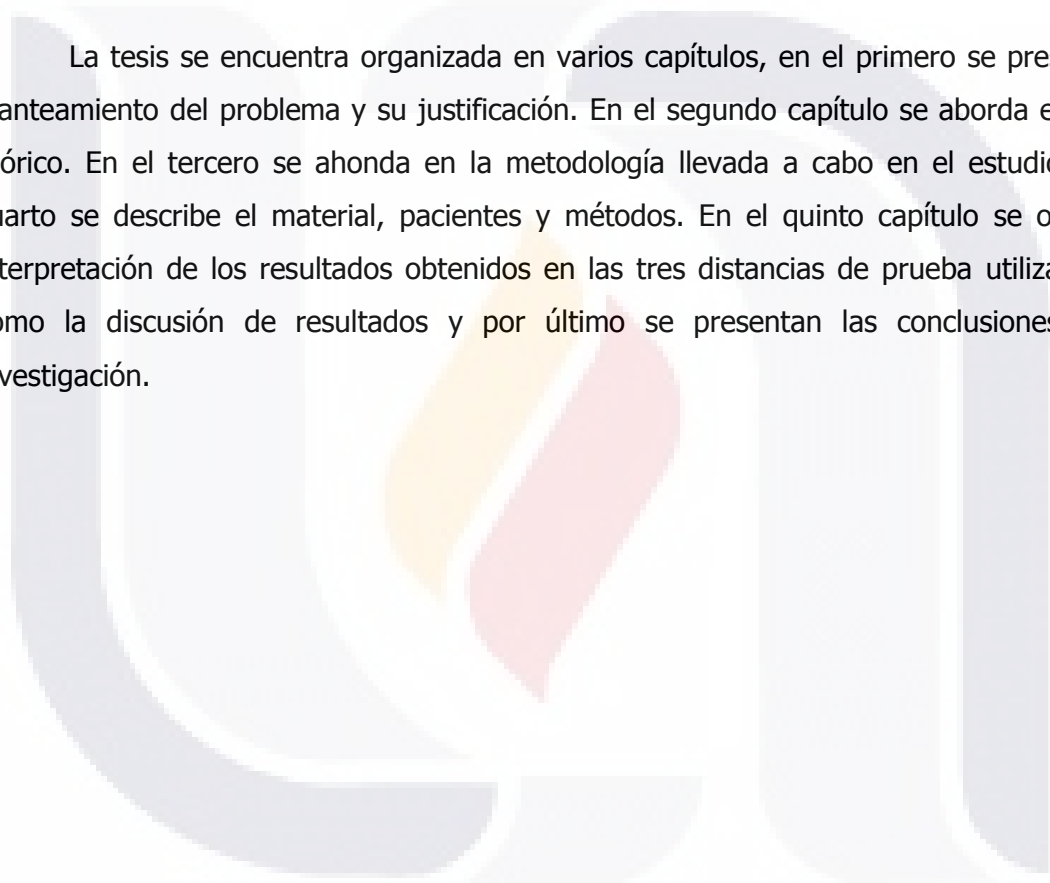 La tesis se encuentra organizada en varios capítulos, en el primero se pre
anteamiento del problema y su justificación. En el segundo capítulo se aborda e
órico. En el tercero se ahonda en la metodología llevada a cabo en el estudio
uarto se describe el material, pacientes y métodos. En el quinto capítulo se o
terpretación de los resultados obtenidos en las tres distancias de prueba utiliza
omo la discusión de resultados y por último se presentan las conclusiones
vestigación.